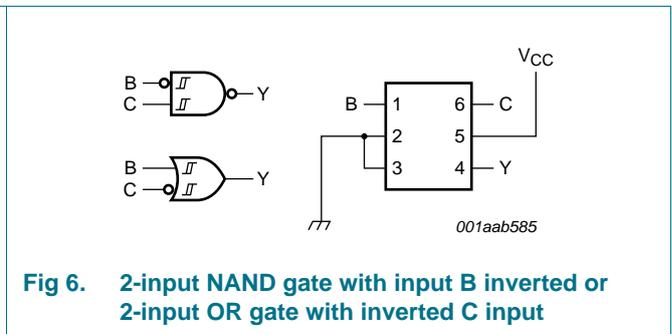 B
C
Y
B
C
Y
V_CC
B 1 6 C
2 5
3 4 Y
001aab585
Fig 6. 2-input NAND gate with input B inverted or
2-input OR gate with inverted C input